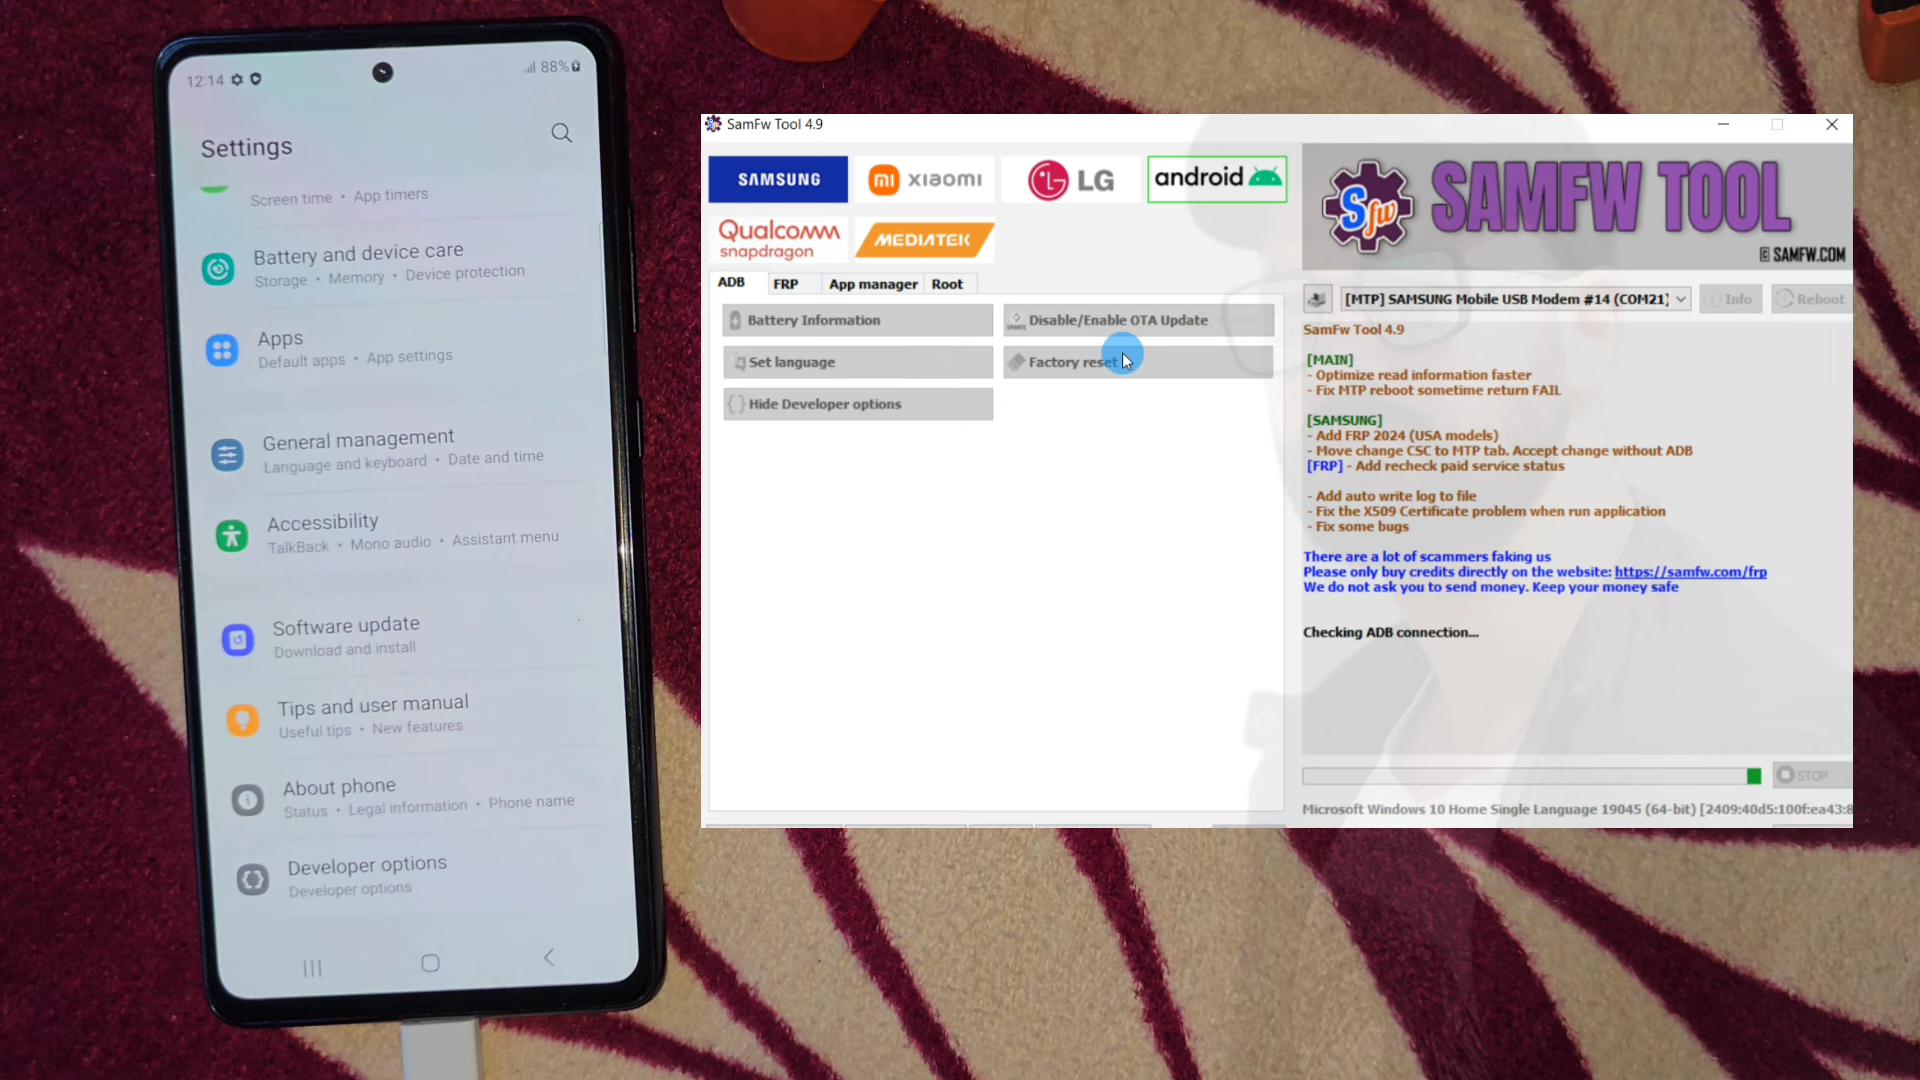 12:14
88%
Settings
Screen time • App timers
Battery and device care
Storage • Memory • Device protection
Apps
Default apps • App settings
General management
Language and keyboard • Date and time
Accessibility
TalkBack • Mono audio • Assistant menu
Software update
Download and install
Tips and user manual
Useful tips • New features
About phone
Status • Legal information • Phone name
Developer options
Developer options
SamFw Tool 4.9
SAMSUNG
xiaomi
LG
android
Qualcomm
snapdragon
MEDIATEK
ADB
FRP
App manager
Root
Battery Information
Disable/Enable OTA Update
Set language
Factory reset
Hide Developer options
Sfw
SAMFW TOOL
© SAMFW.COM
[MTP] SAMSUNG Mobile USB Modem #14 (COM21)
Info
Reboot
SamFw Tool 4.9
[MAIN]
- Optimize read information faster
- Fix MTP reboot sometime return FAIL
[SAMSUNG]
- Add FRP 2024 (USA models)
- Move change CSC to MTP tab. Accept change without ADB
[FRP] - Add recheck paid service status
- Add auto write log to file
- Fix the X509 Certificate problem when run application
- Fix some bugs
There are a lot of scammers faking us
Please only buy credits directly on the website: https://samfw.com/frp
We do not ask you to send money. Keep your money safe
Checking ADB connection...
STOP
Microsoft Windows 10 Home Single Language 19045 (64-bit) [2409:40d5:100f:ea43:8